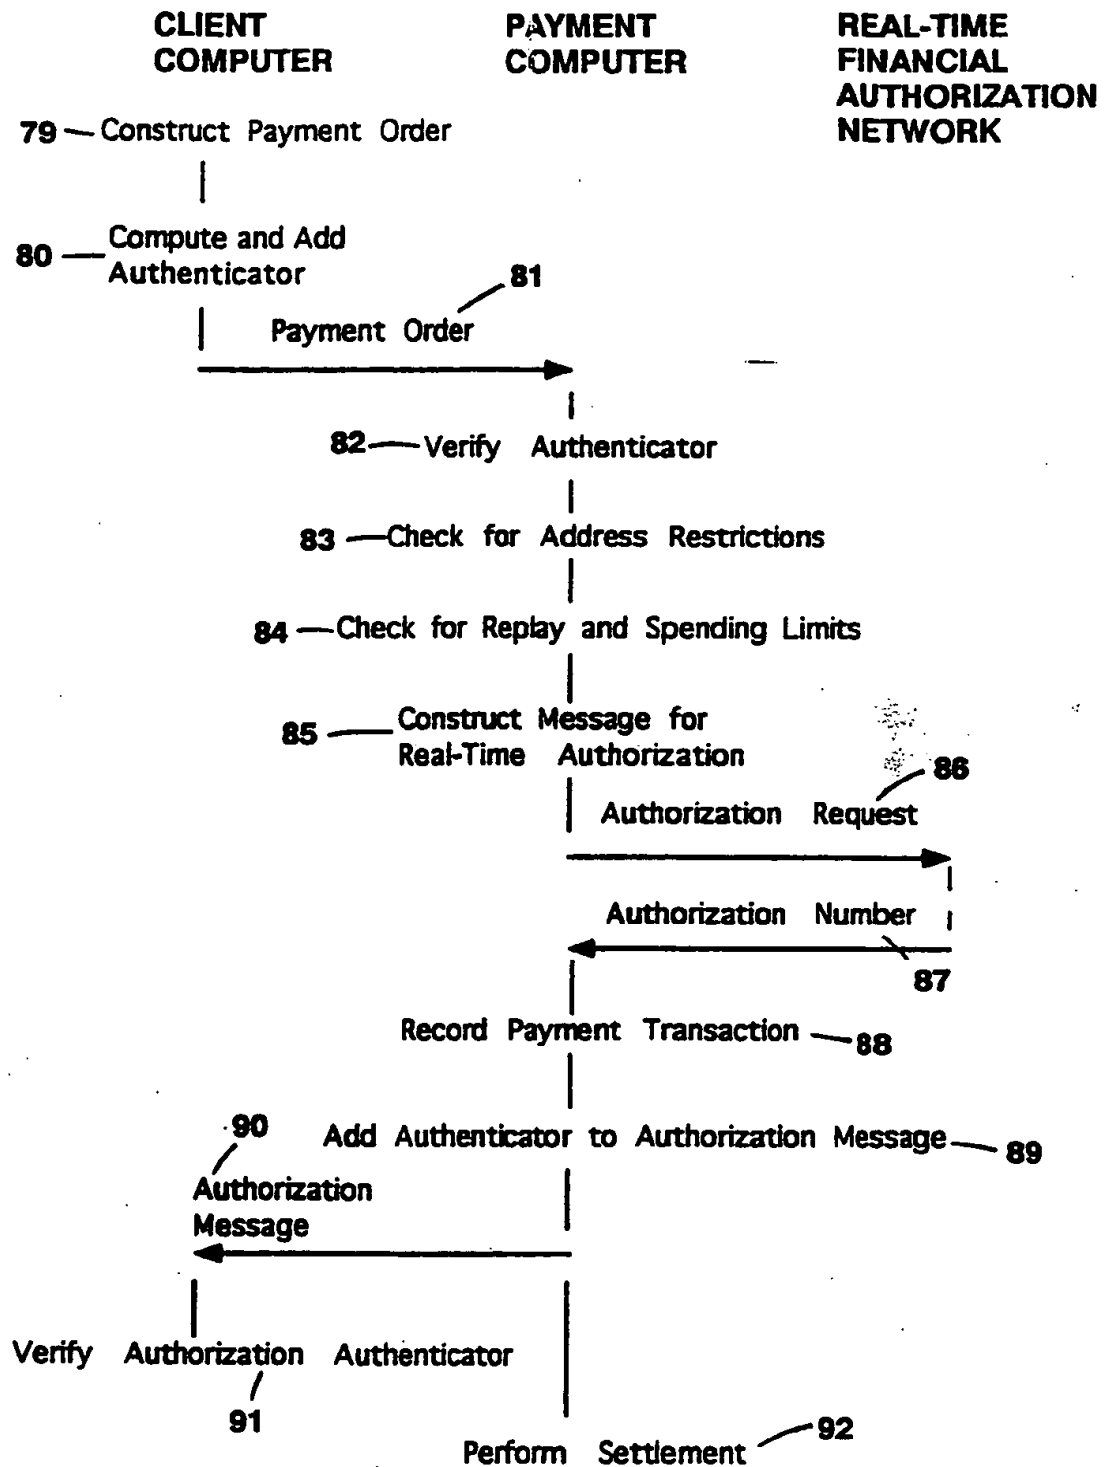 CLIENT
COMPUTER
PAYMENT
COMPUTER
REAL-TIME
FINANCIAL
AUTHORIZATION
NETWORK
79 Construct Payment Order
80 Compute and Add
Authenticator
81
Payment Order
82 Verify Authenticator
83 Check for Address Restrictions
84 Check for Replay and Spending Limits
85 Construct Message for
Real-Time Authorization
86
Authorization Request
Authorization Number
87
Record Payment Transaction 88
90
Add Authenticator to Authorization Message 89
Authorization
Message
Verify Authorization Authenticator
91
92
Perform Settlement